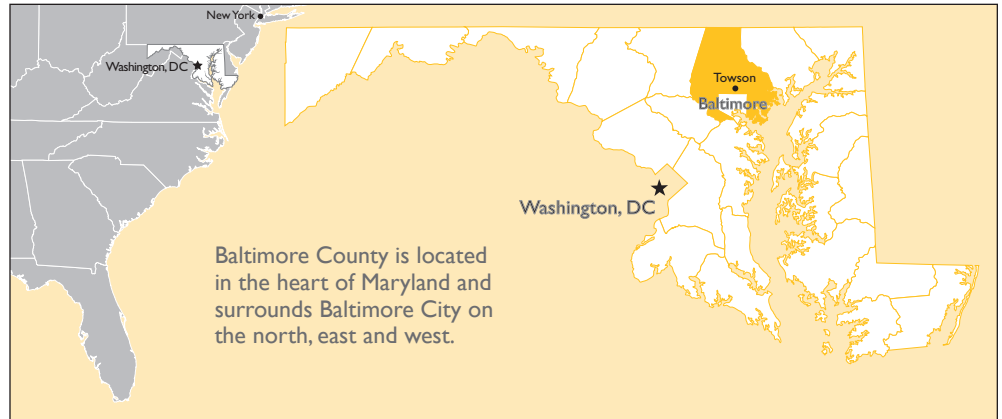 New York
Washington, DC
Towson
Baltimore
Washington, DC
Baltimore County is located
in the heart of Maryland and
surrounds Baltimore City on
the north, east and west.